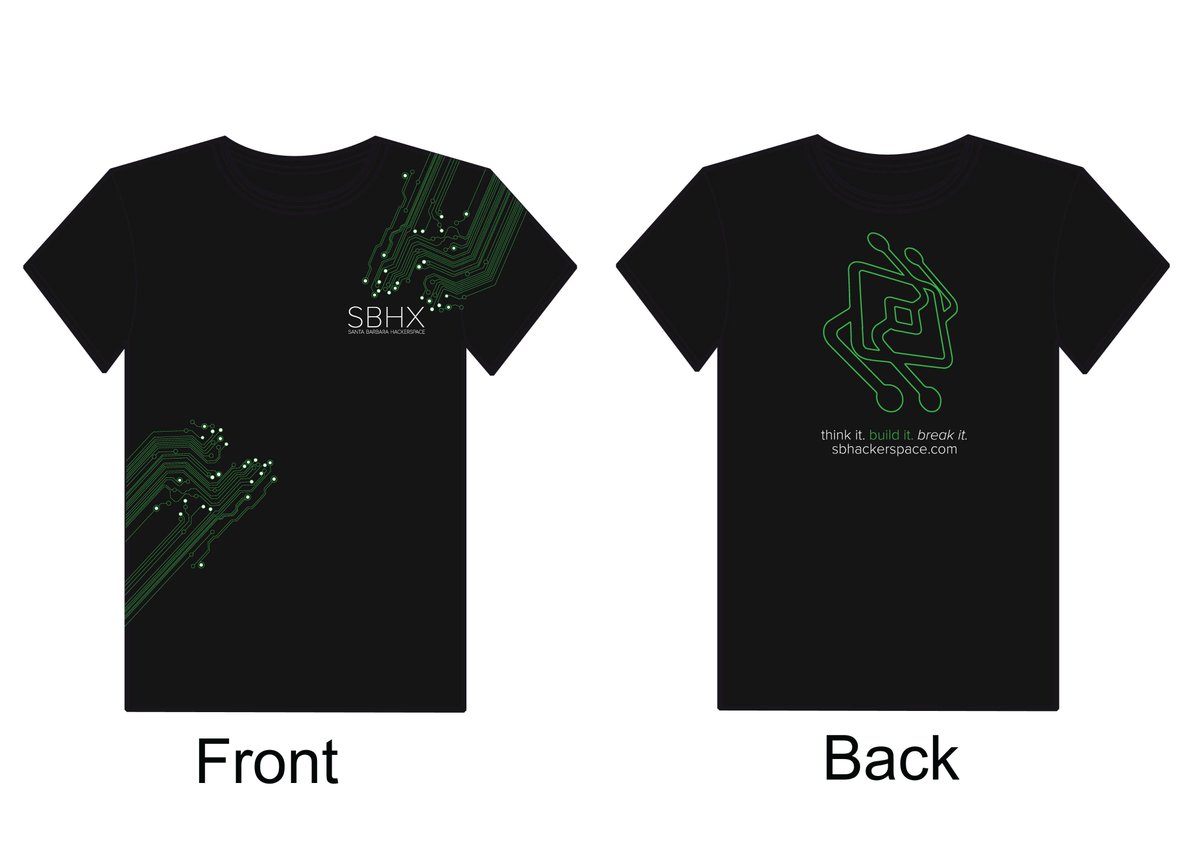 SBHX
SANTA BARBARA HACKERSPACE
think it. build it. break it.
sbhackerspace.com
Front
Back